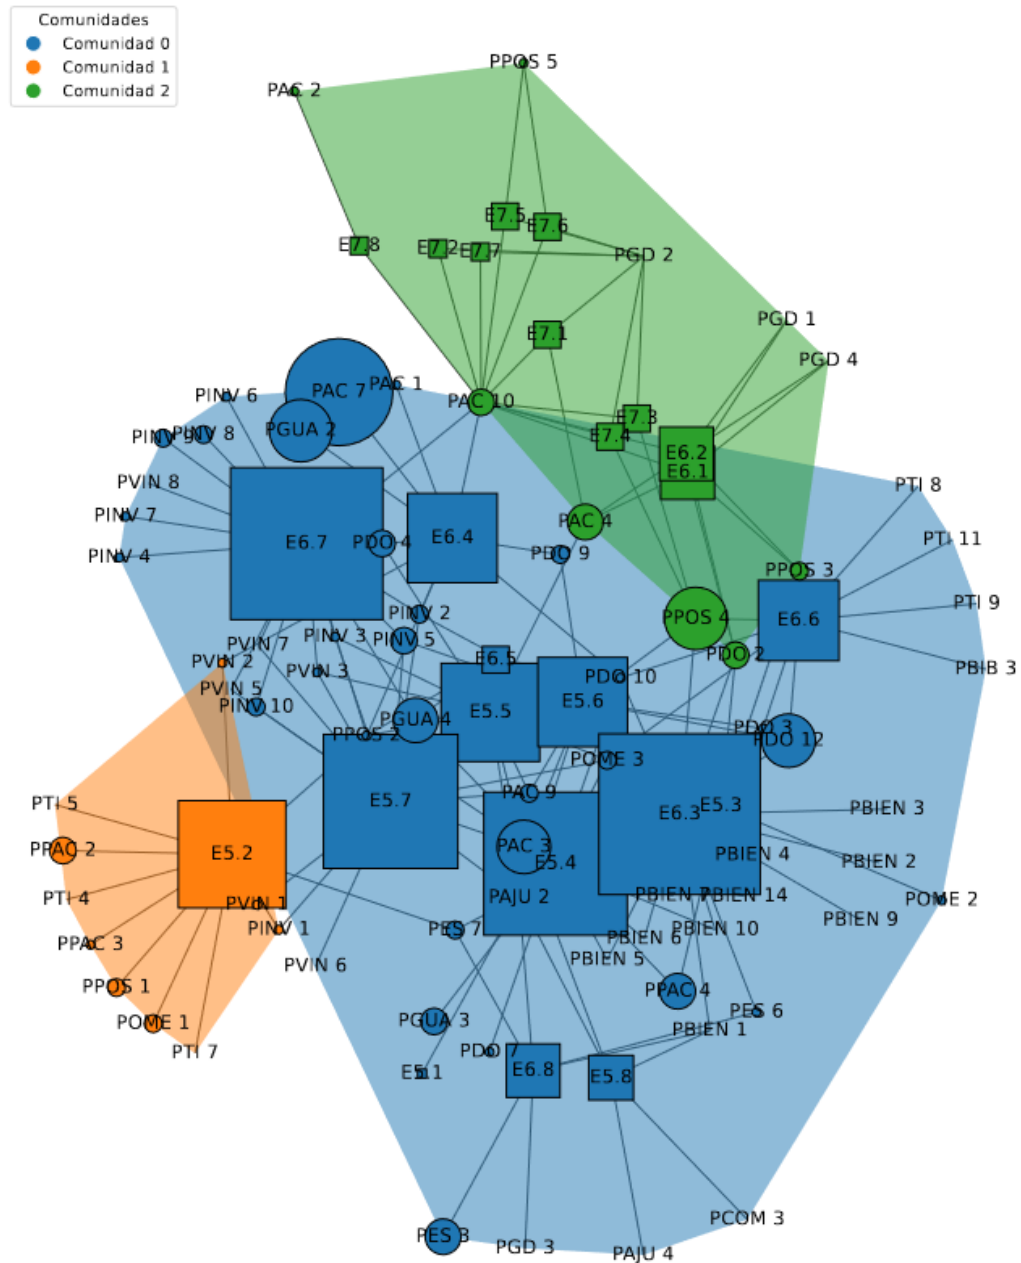 Comunidades
Comunidad 0
Comunidad 1
Comunidad 2
PPOS 5
PAC 2
E7.5
E7.6
E7.8
E7.2
E7.7
PGD 2
PGD 1
E7.1
PGD 4
PAC 7
PAC 1
PINV 6
PAC 10
E7.3
PGUA 2
PINV 9
PINV 8
E7.4
E6.2
E6.1
PVIN 8
PTI 8
PINV 7
PAC 4
E6.7
PDO 4
E6.4
PTI 11
PINV 4
PDO 9
PPOS 3
PTI 9
PINV 2
PPOS 4
E6.6
PINV 3
PINV 5
PVIN 7
PVIN 2
E6.5
PDO 2
PVIN 3
PDO 10
PBIB 3
PVIN 5
PINV 10
E5.5
E5.6
PGUA 4
PPOS 2
PDO 3
PDO 12
POME 3
PAC 9
E5.7
PTI 5
E6.3
E5.3
PBIEN 3
PPAC 2
E5.2
PAC 3
E5.4
PBIEN 4
PBIEN 2
PTI 4
PVIN 1
PAJU 2
PBIEN 7
PBIEN 14
POME 2
PPAC 3
PINV 1
PES 7
PBIEN 6
PBIEN 10
PBIEN 9
PVIN 6
PBIEN 5
PPOS 1
PPAC 4
POME 1
PGUA 3
PES 6
PBIEN 1
PTI 7
PDO 7
E5.1
E6.8
E5.8
PES 3
PGD 3
PAJU 4
PCOM 3